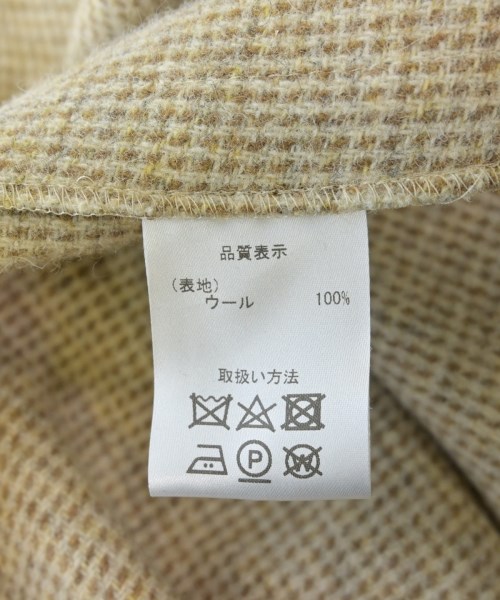 品質表示
(表地)
ウール 100%
取扱い方法
P W